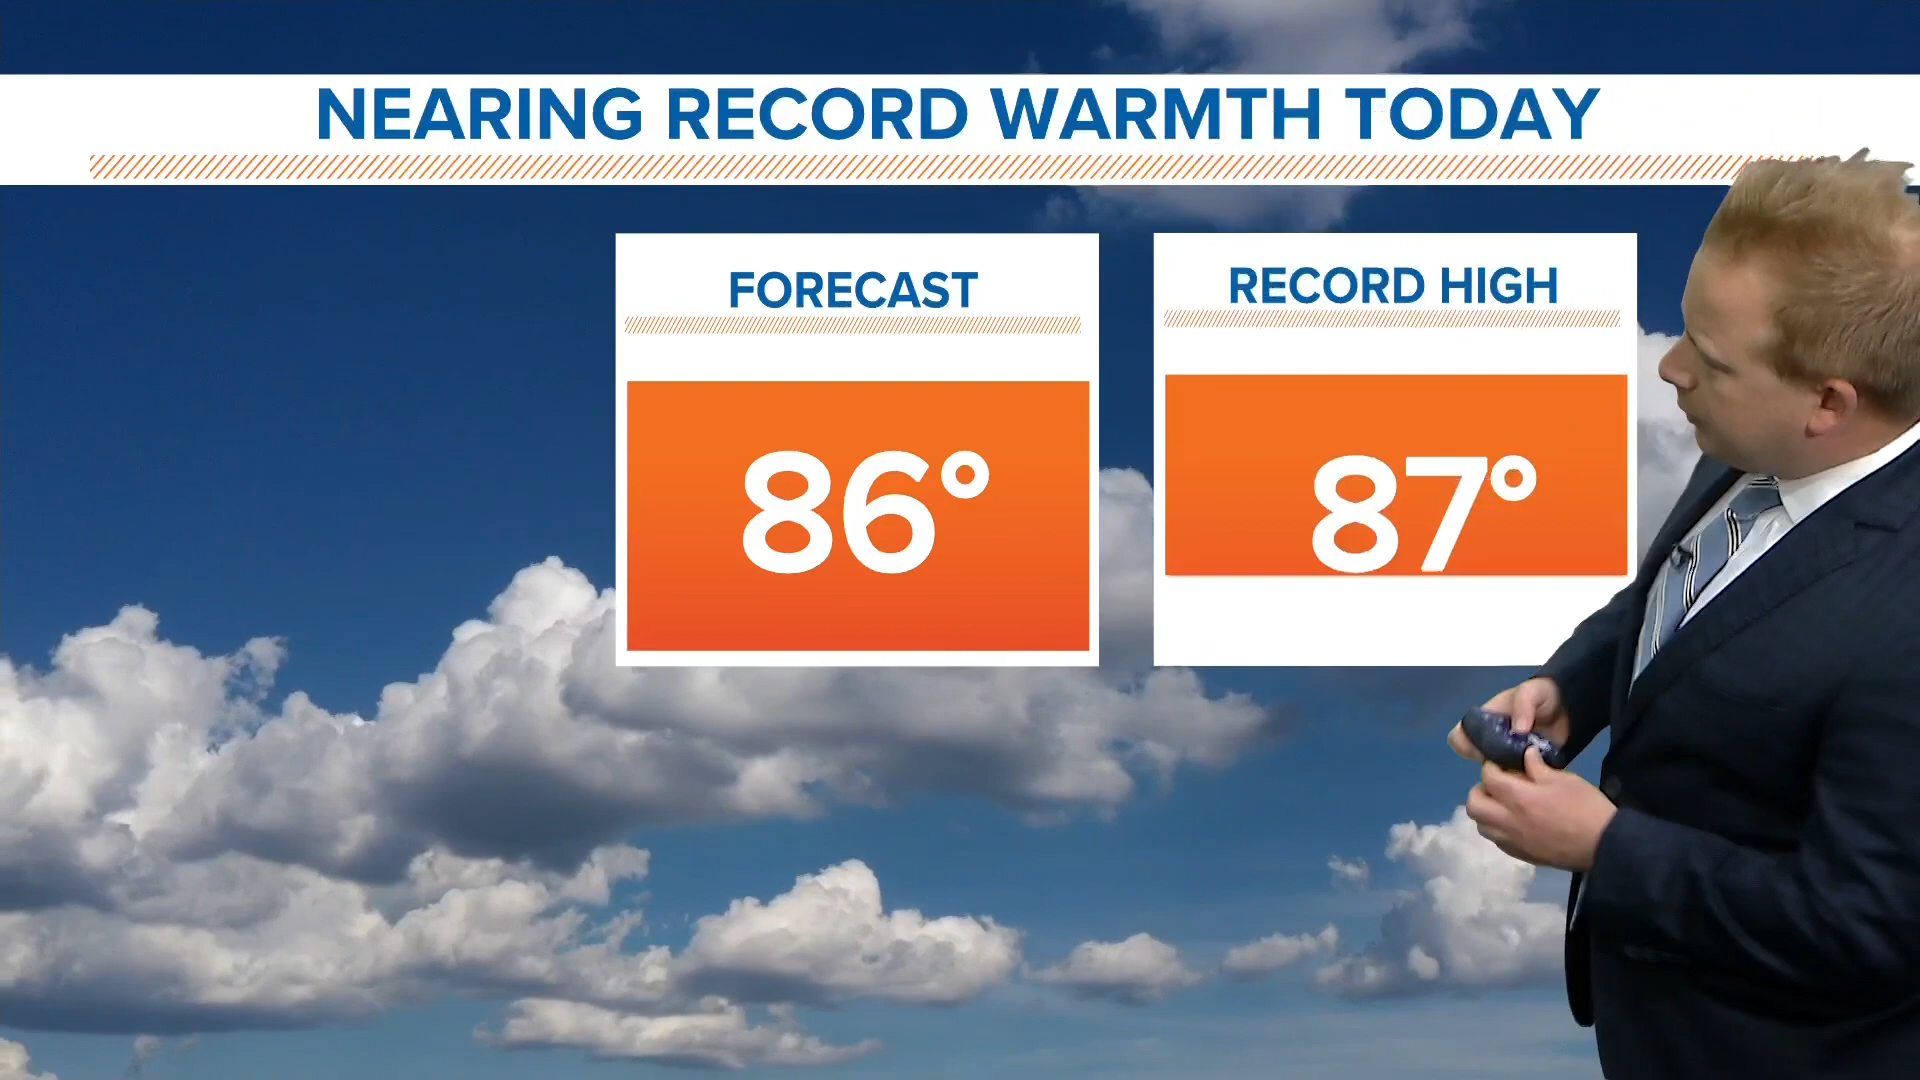 NEARING RECORD WARMTH TODAY
FORECAST
86°
RECORD HIGH
87°